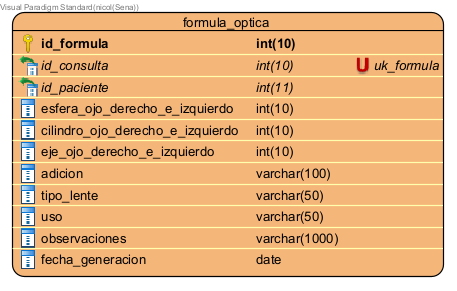 Visual Paradigm Standard(nicol(Sena))
formula_optica
id_formula int(10)
id_consulta int(10) U uk_formula
id_paciente int(11)
esfera_ojo_derecho_e_izquierdo int(10)
cilindro_ojo_derecho_e_izquierdo int(10)
eje_ojo_derecho_e_izquierdo int(10)
adicion varchar(100)
tipo_lente varchar(50)
uso varchar(50)
observaciones varchar(1000)
fecha_generacion date